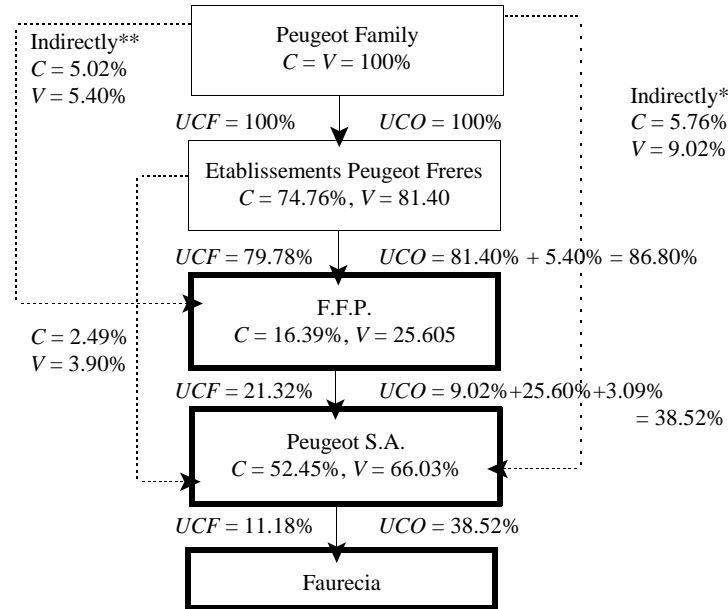 Peugeot Family
C = V = 100%
Indirectly**
C = 5.02%
V = 5.40%
Indirectly*
C = 5.76%
V = 9.02%
UCF = 100% UCO = 100%
Etablissements Peugeot Freres
C = 74.76%, V = 81.40
UCF = 79.78% UCO = 81.40% + 5.40% = 86.80%
F.F.P.
C = 16.39%, V = 25.605
C = 2.49%
V = 3.90%
UCF = 21.32% UCO = 9.02%+25.60%+3.09%
= 38.52%
Peugeot S.A.
C = 52.45%, V = 66.03%
UCF = 11.18% UCO = 38.52%
Faurecia